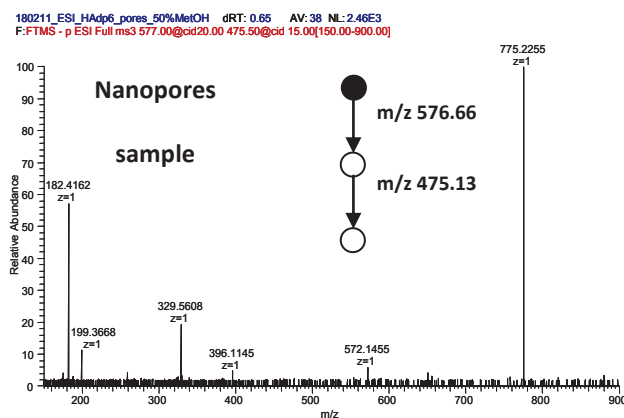 180211_ESI_HAdp6_pores_50%MetOH dRT: 0.65 AV: 38 NL: 2.46E3
F:FTMS - p ESI Full ms3 577.00@cid20.00 475.50@cid 15.00[150.00-900.00]
775.2255
z=1
100
Nanopores
90
m/z 576.66
80
70
sample
m/z 475.13
182.4162
z=1
60
50
Relative Abundance
40
30
329.5608
z=1
20
199.3668
z=1
396.1145
z=1
572.1455
z=1
10
0
200 300 400 500 600 700 800 900
m/z